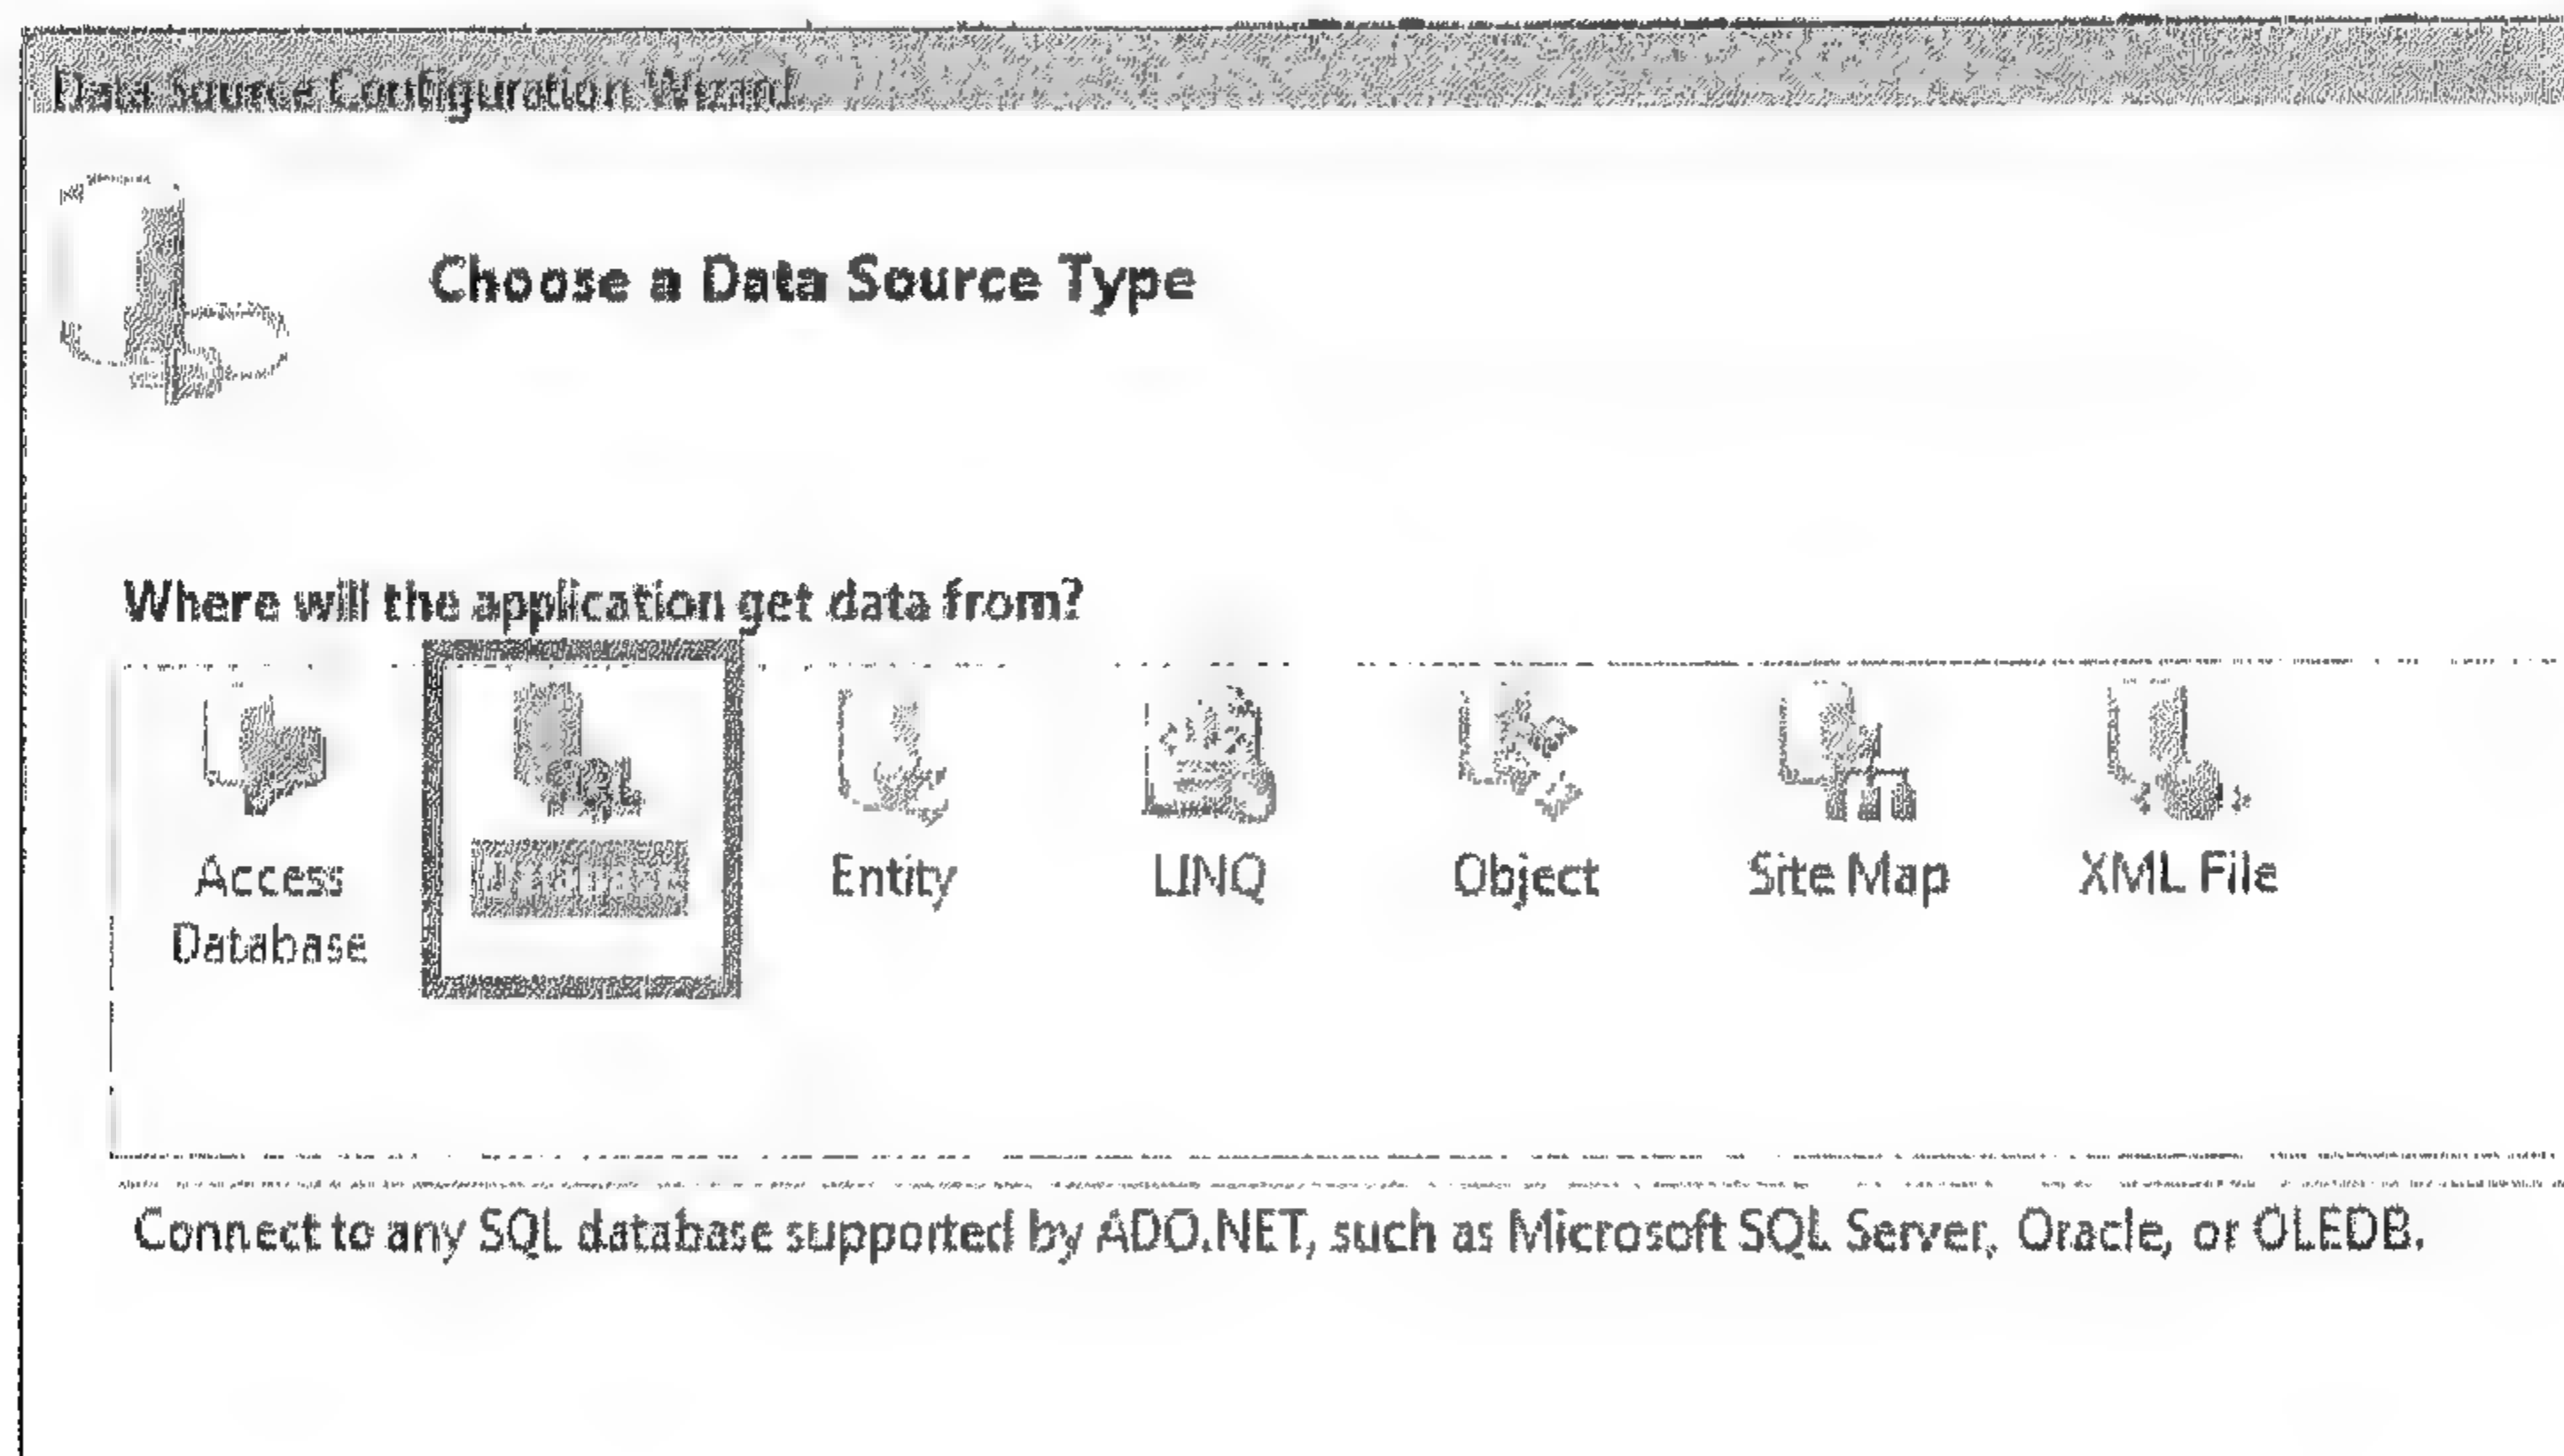 Data Source Configuration Wizard
Choose a Data Source Type
Where will the application get data from?
Access Database
Database
Entity
LINQ
Object
Site Map
XML File
Connect to any SQL database supported by ADO.NET, such as Microsoft SQL Server, Oracle, or OLEDB.